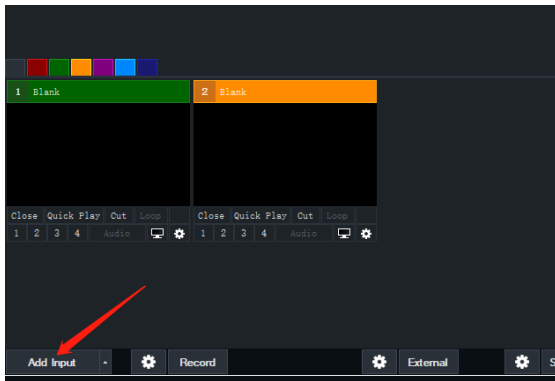 1 Blank
2 Blank
Close Quick Play Cut Loop
Close Quick Play Cut Loop
1 2 3 4 Audio
1 2 3 4 Audio
Add Input
Record
External
S